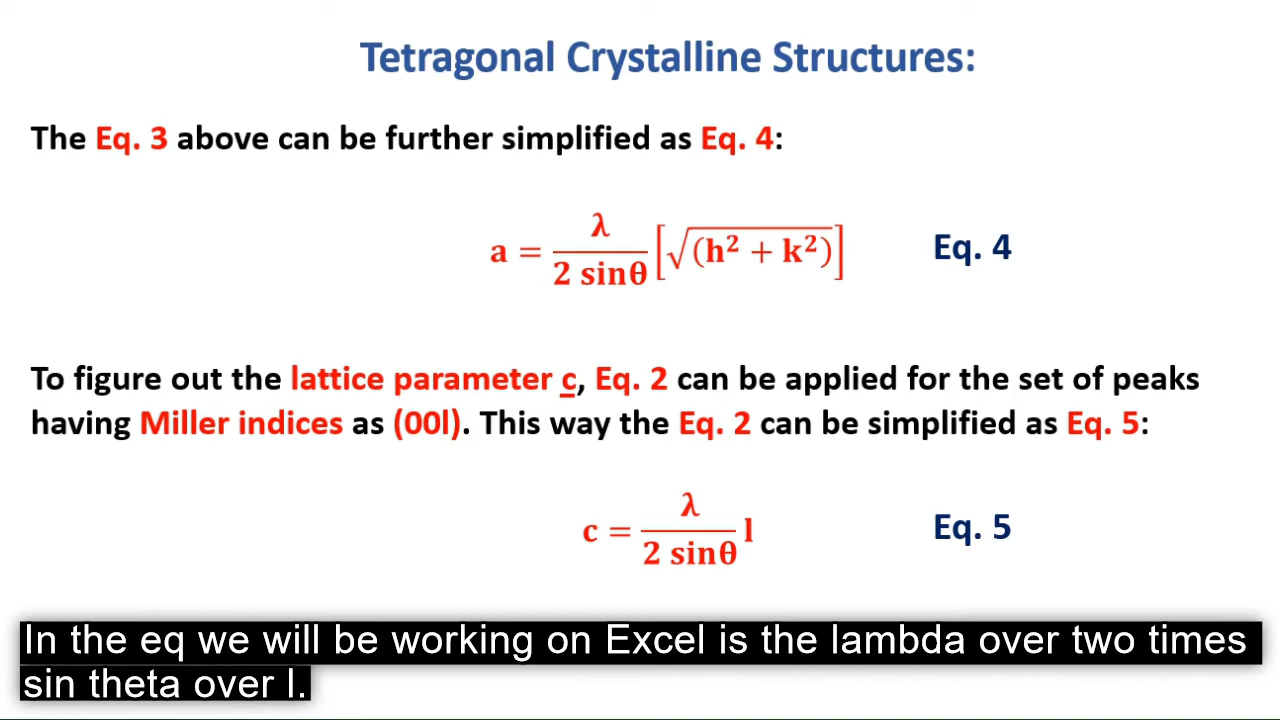 Tetragonal Crystalline Structures:
The Eq. 3 above can be further simplified as Eq. 4:
a = λ / 2 sinθ [√(h² + k²)] Eq. 4
To figure out the lattice parameter c, Eq. 2 can be applied for the set of peaks
having Miller indices as (00l). This way the Eq. 2 can be simplified as Eq. 5:
c = λ / 2 sinθ l Eq. 5
In the eq we will be working on Excel is the lambda over two times
sin theta over l.